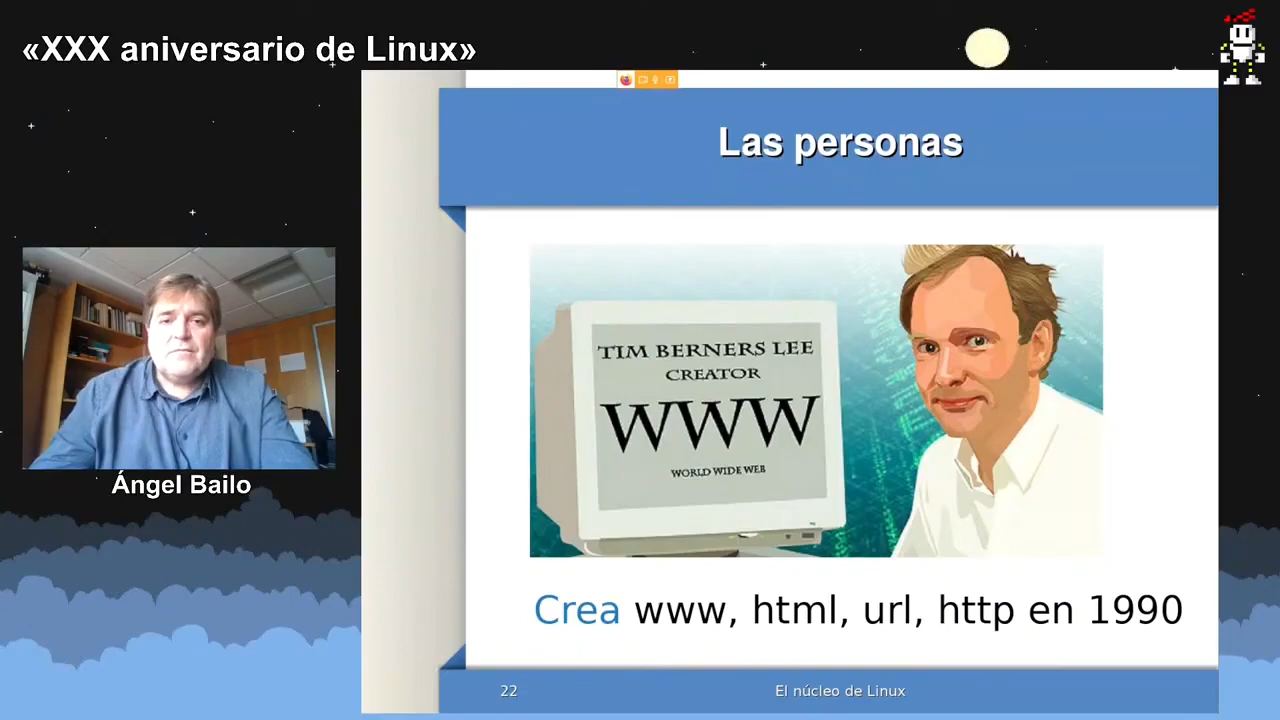 «XXX aniversario de Linux»
Las personas
TIM BERNERS LEE
CREATOR
WWW
WORLD WIDE WEB
Ángel Bailo
Crea www, html, url, http en 1990
22
El núcleo de Linux